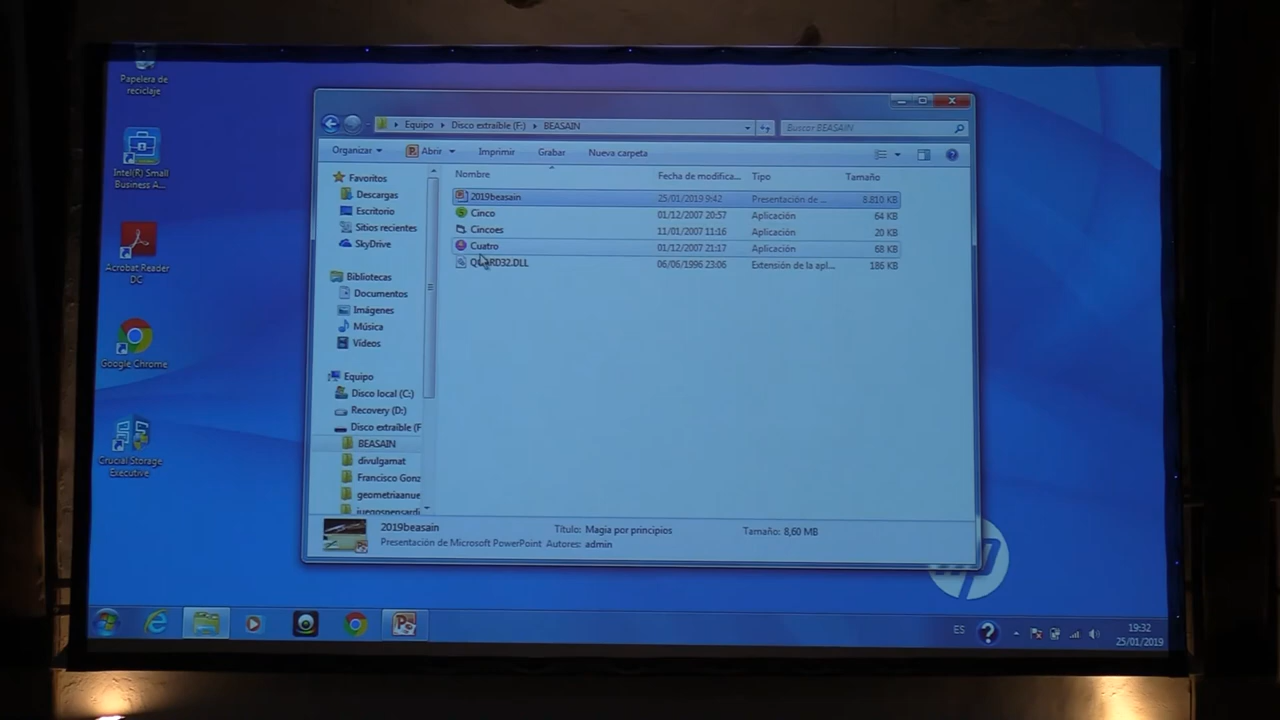 Papelera de
reciclaje
Intel(R) Small
Business A...
Acrobat Reader
DC
Google Chrome
Crucial Storage
Executive
Equipo
Disco extraíble (F:)
BEASAIN
Buscar BEASAIN
Organizar
Abrir
Imprimir
Grabar
Nueva carpeta
Favoritos
Descargas
Escritorio
Sitios recientes
SkyDrive
Bibliotecas
Documentos
Imágenes
Música
Vídeos
Equipo
Disco local (C:)
Recovery (D:)
Disco extraíble (F
BEASAIN
divulgamat
Francisco Gonz
geometriaanue
juegospensardi
Nombre Fecha de modifica... Tipo Tamaño
2019beasain 25/01/2019 9:42 Presentación de ... 8.810 KB
Cinco 01/12/2007 20:57 Aplicación 64 KB
Cincoes 11/01/2007 11:16 Aplicación 20 KB
Cuatro 01/12/2007 21:17 Aplicación 68 KB
06/06/1996 23:06 Extensión de la apl... 186 KB
2019beasain Título: Magia por principios Tamaño: 8,60 MB
Presentación de Microsoft PowerPoint Autores: admin
ES
19:32
25/01/2019